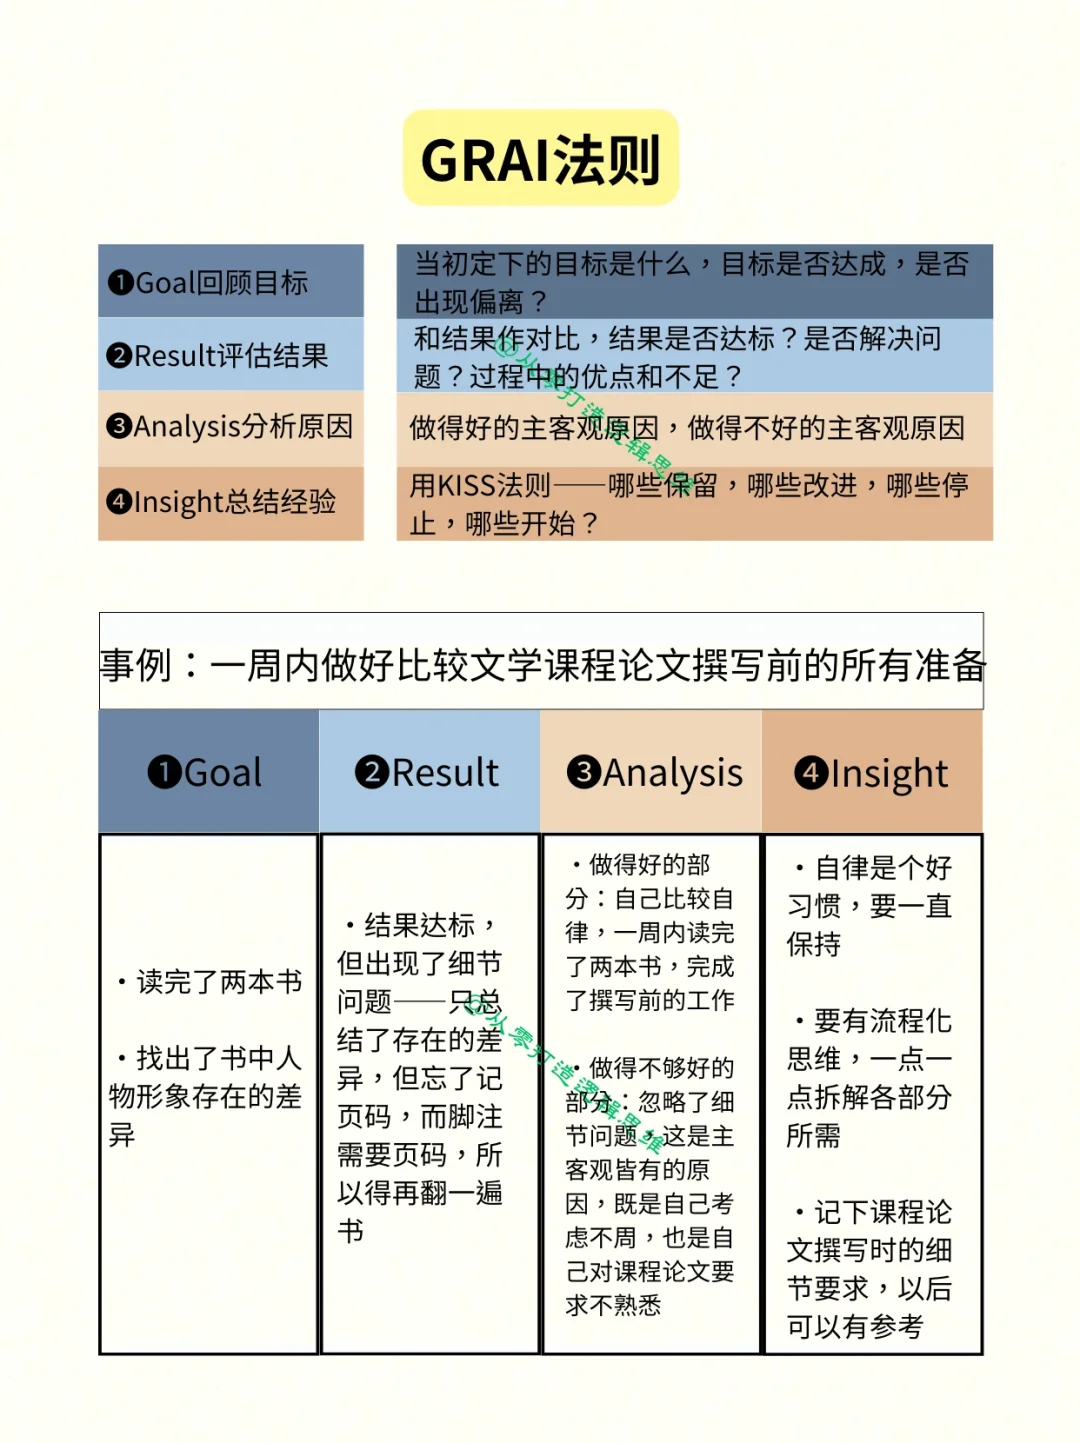 GRAI法则
❶Goal回顾目标
当初定下的目标是什么，目标是否达成，是否
出现偏离？
❷Result评估结果
和结果作对比，结果是否达标？是否解决问
题？过程中的优点和不足？
❸Analysis分析原因
做得好的主客观原因，做得不好的主客观原因
❹Insight总结经验
用KISS法则——哪些保留，哪些改进，哪些停
止，哪些开始？
@从零打造逻辑思维
事例：一周内做好比较文学课程论文撰写前的所有准备
❶Goal
❷Result
❸Analysis
❹Insight
·读完了两本书
·找出了书中人
物形象存在的差
异
·结果达标，
但出现了细节
问题——只总
结了存在的差
异，但忘了记
页码，而脚注
需要页码，所
以得再翻一遍
书
·做得好的部
分：自己比较自
律，一周内读完
了两本书，完成
了撰写前的工作
·做得不够好的
部分：忽略了细
节问题，这是主
客观皆有的原
因，既是自己考
虑不周，也是自
己对课程论文要
求不熟悉
·自律是个好
习惯，要一直
保持
·要有流程化
思维，一点一
点拆解各部分
所需
·记下课程论
文撰写时的细
节要求，以后
可以有参考
@从零打造逻辑思维